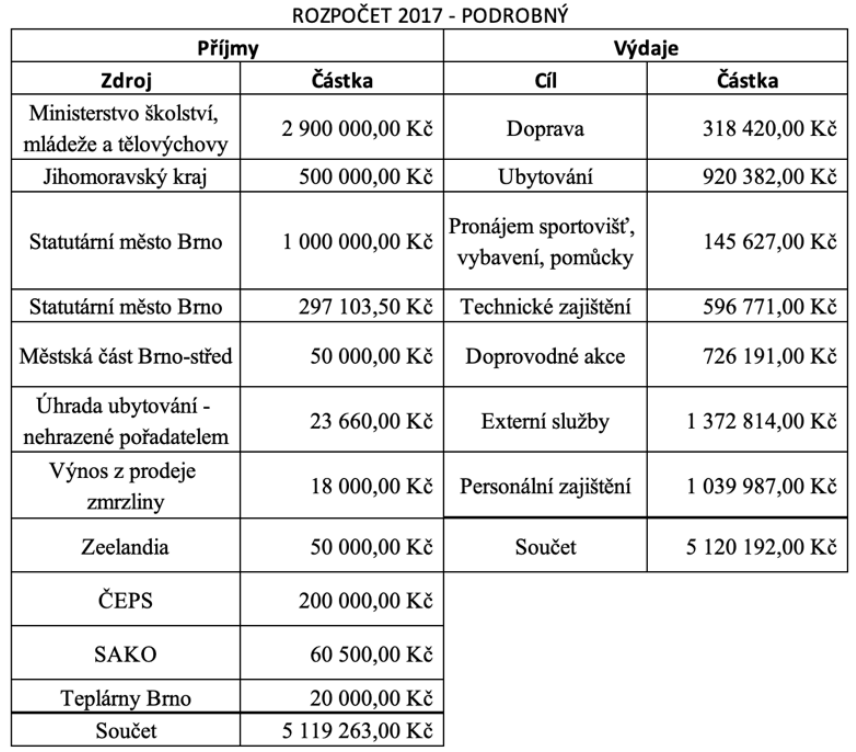 ROZPOČET 2017 - PODROBNÝ
Příjmy Výdaje
Zdroj Částka Cíl Částka
Ministerstvo školství,
mládeže a tělovýchovy 2 900 000,00 Kč Doprava 318 420,00 Kč
Jihomoravský kraj 500 000,00 Kč Ubytování 920 382,00 Kč
Statutární město Brno 1 000 000,00 Kč Pronájem sportovišť,
vybavení, pomůcky 145 627,00 Kč
Statutární město Brno 297 103,50 Kč Technické zajištění 596 771,00 Kč
Městská část Brno-střed 50 000,00 Kč Doprovodné akce 726 191,00 Kč
Úhrada ubytování -
nehrazené pořadatelem 23 660,00 Kč Externí služby 1 372 814,00 Kč
Výnos z prodeje
zmrzliny 18 000,00 Kč Personální zajištění 1 039 987,00 Kč
Zeelandia 50 000,00 Kč Součet 5 120 192,00 Kč
ČEPS 200 000,00 Kč
SAKO 60 500,00 Kč
Teplárny Brno 20 000,00 Kč
Součet 5 119 263,00 Kč